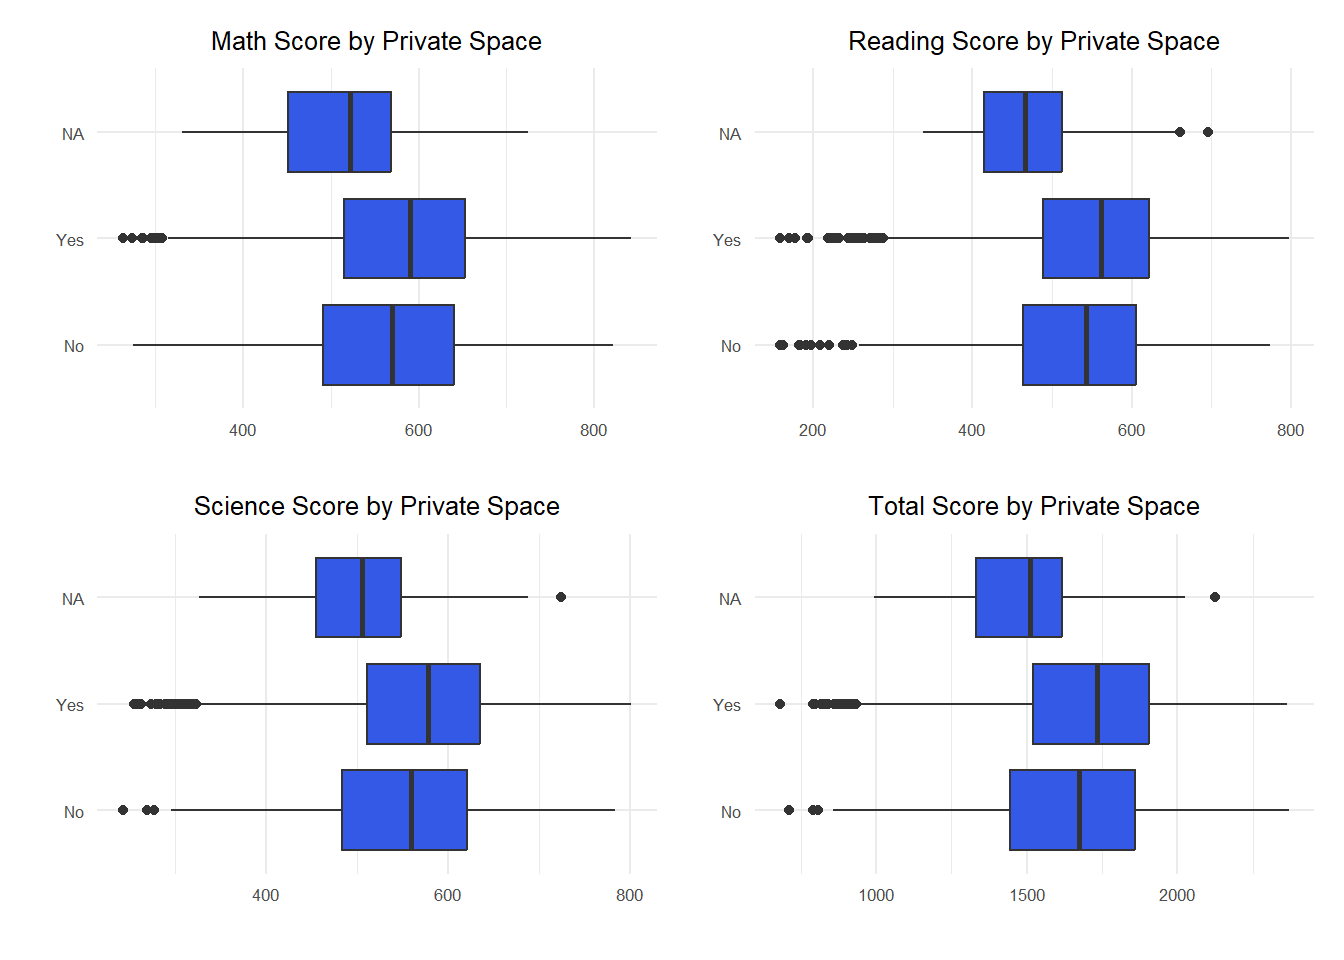 Math Score by Private Space
NA
Yes
No
400 600 800
Reading Score by Private Space
NA
Yes
No
200 400 600 800
Science Score by Private Space
NA
Yes
No
400 600 800
Total Score by Private Space
NA
Yes
No
1000 1500 2000